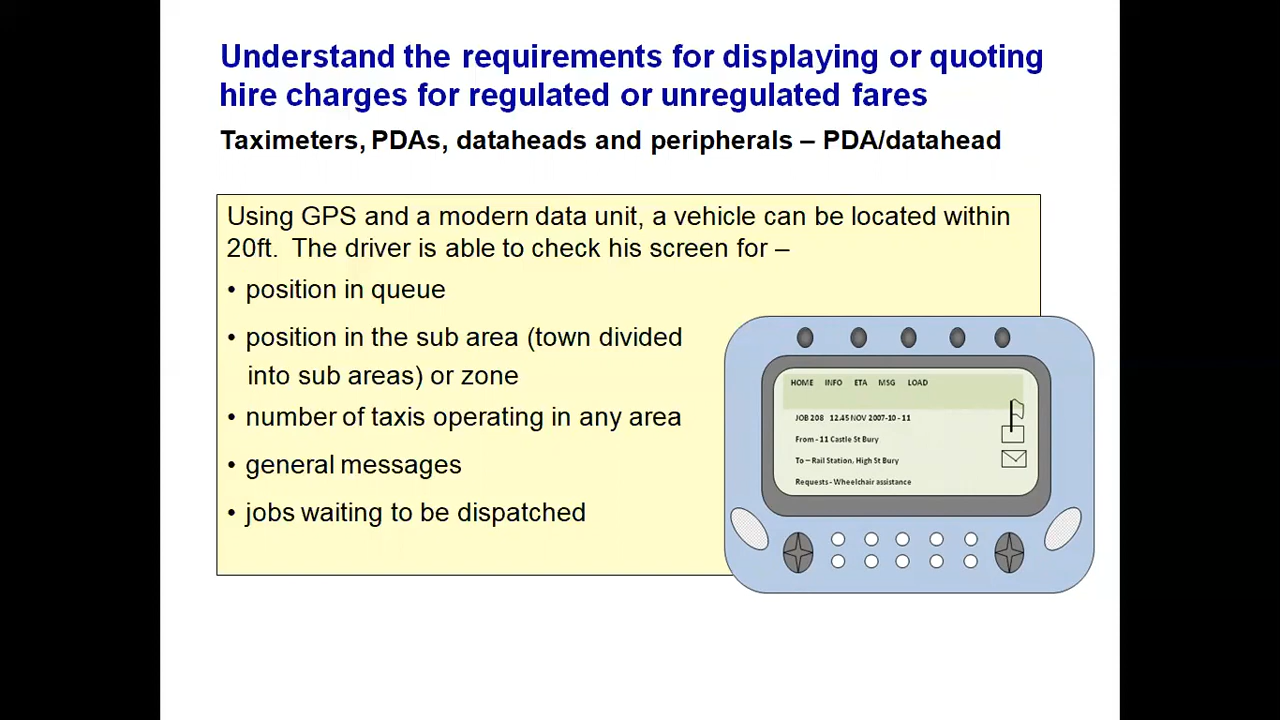 Understand the requirements for displaying or quoting
hire charges for regulated or unregulated fares
Taximeters, PDAs, dataheads and peripherals – PDA/datahead
Using GPS and a modern data unit, a vehicle can be located within
20ft. The driver is able to check his screen for –
• position in queue
• position in the sub area (town divided
into sub areas) or zone
• number of taxis operating in any area
• general messages
• jobs waiting to be dispatched
HOME INFO ETA MSG LOAD
JOB 208 12.45 NOV 2007-10-11
From - 11 Castle St Bury
To – Rail Station, High St Bury
Requests - Wheelchair assistance